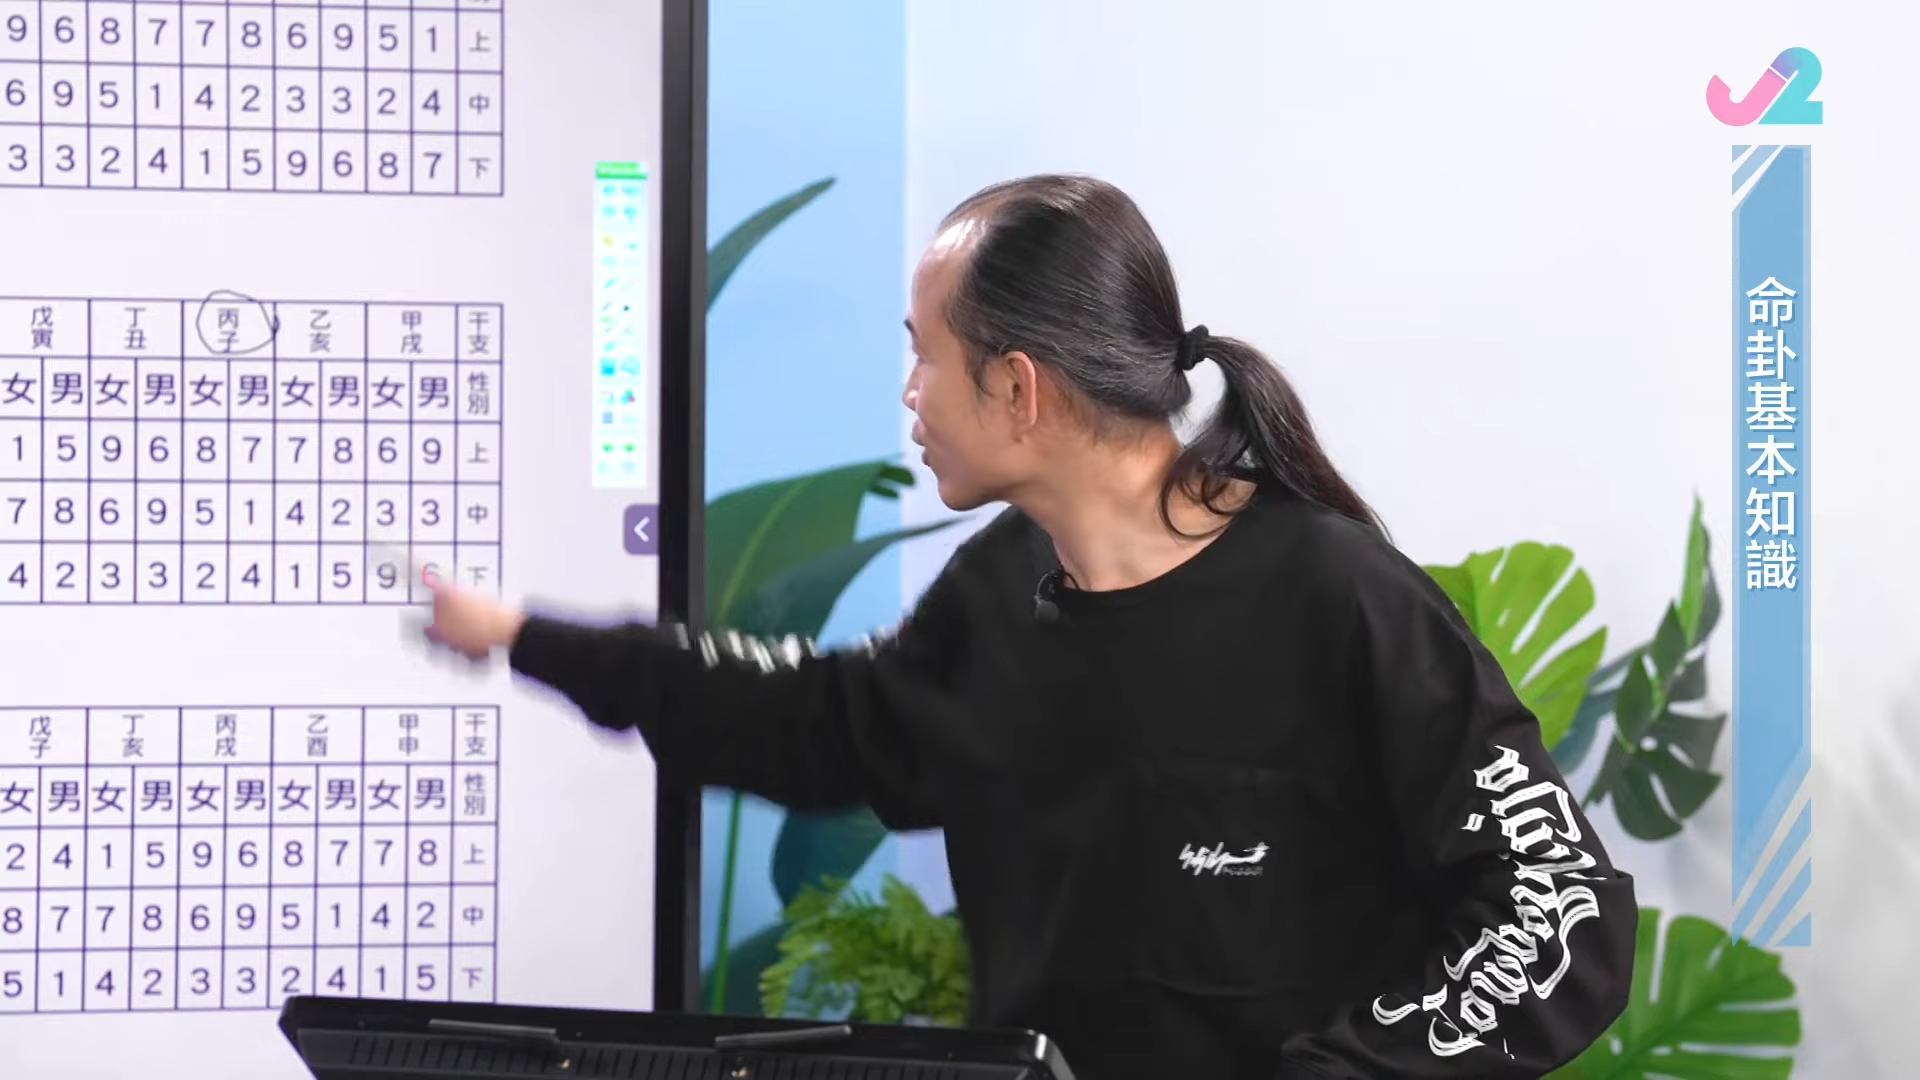 9 6 8 7 7 8 6 9 5 1 上
6 9 5 1 4 2 3 3 2 4 中
3 3 2 4 1 5 9 6 8 7 下
戊寅 丁丑 丙子 乙亥 甲戌 干支
女 男 女 男 女 男 女 男 女 男 性別
1 5 9 6 8 7 7 8 6 9 上
7 8 6 9 5 1 4 2 3 3 中
4 2 3 3 2 4 1 5 9 6 下
戊子 丁亥 丙戌 乙酉 甲申 干支
女 男 女 男 女 男 女 男 女 男 性別
2 4 1 5 9 6 8 7 7 8 上
8 7 7 8 6 9 5 1 4 2 中
5 1 4 2 3 3 2 4 1 5 下
J2
命卦基本知識